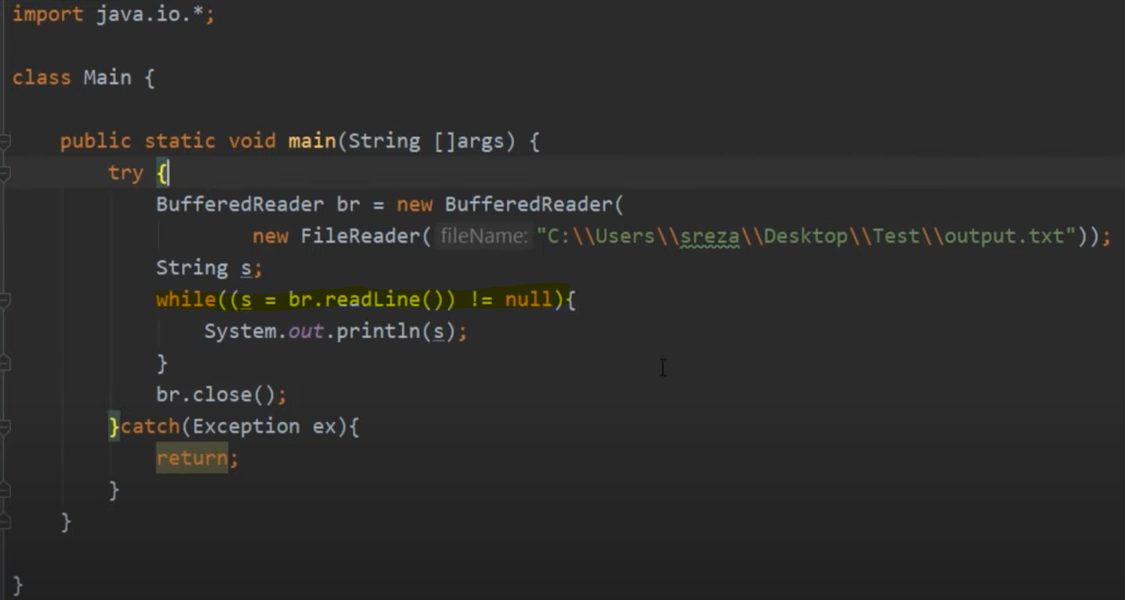 import java.io.*;
class Main {
public static void main(String []args) {
try {
BufferedReader br = new BufferedReader(
new FileReader( fileName: "C:\\Users\\sreza\\Desktop\\Test\\output.txt"));
String s;
while((s = br.readLine()) != null){
System.out.println(s);
}
br.close();
}catch(Exception ex){
return;
}
}
}